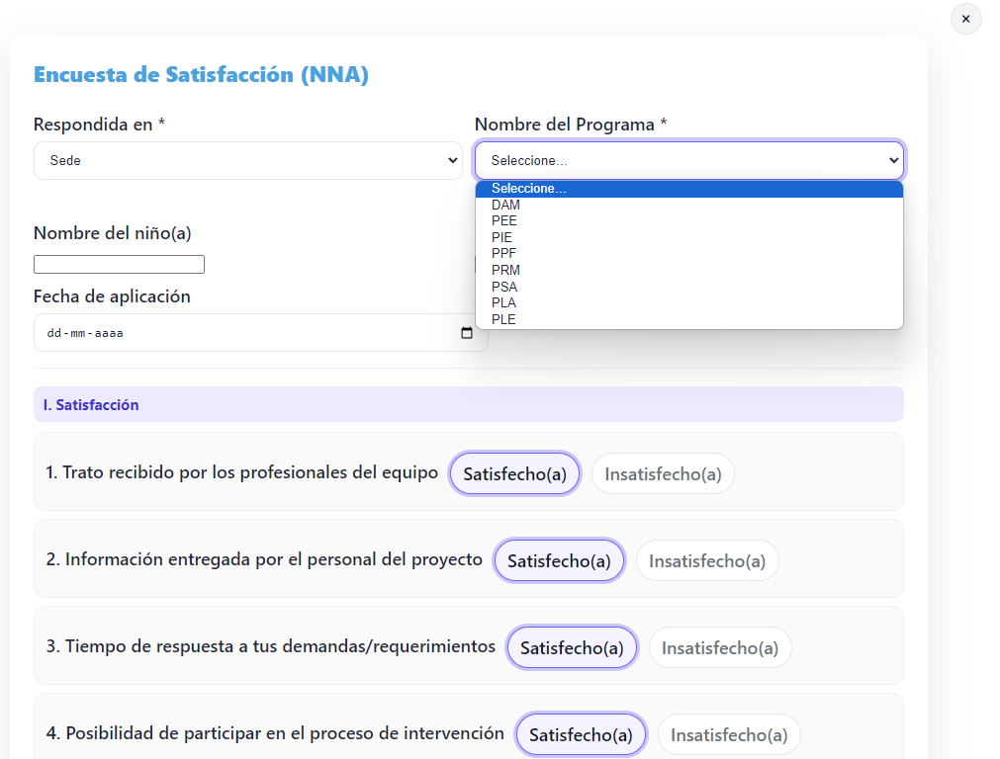 ×
Encuesta de Satisfacción (NNA)
Respondida en *
Nombre del Programa *
Sede
Seleccione...
Seleccione...
DAM
PEE
PIE
PPF
PRM
PSA
PLA
PLE
Nombre del niño(a)
Fecha de aplicación
dd-mm-aaaa
I. Satisfacción
1. Trato recibido por los profesionales del equipo Satisfecho(a) Insatisfecho(a)
2. Información entregada por el personal del proyecto Satisfecho(a) Insatisfecho(a)
3. Tiempo de respuesta a tus demandas/requerimientos Satisfecho(a) Insatisfecho(a)
4. Posibilidad de participar en el proceso de intervención Satisfecho(a) Insatisfecho(a)